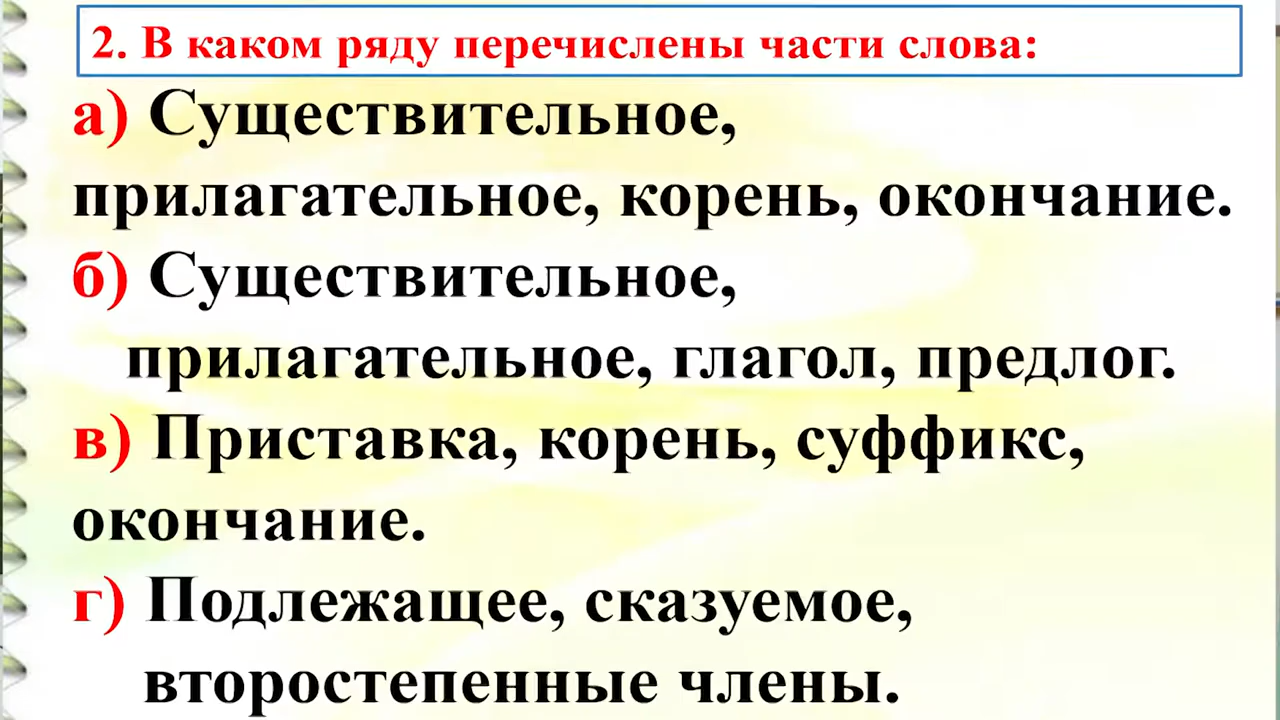 2. В каком ряду перечислены части слова:
а) Существительное,
прилагательное, корень, окончание.
б) Существительное,
прилагательное, глагол, предлог.
в) Приставка, корень, суффикс,
окончание.
г) Подлежащее, сказуемое,
второстепенные члены.